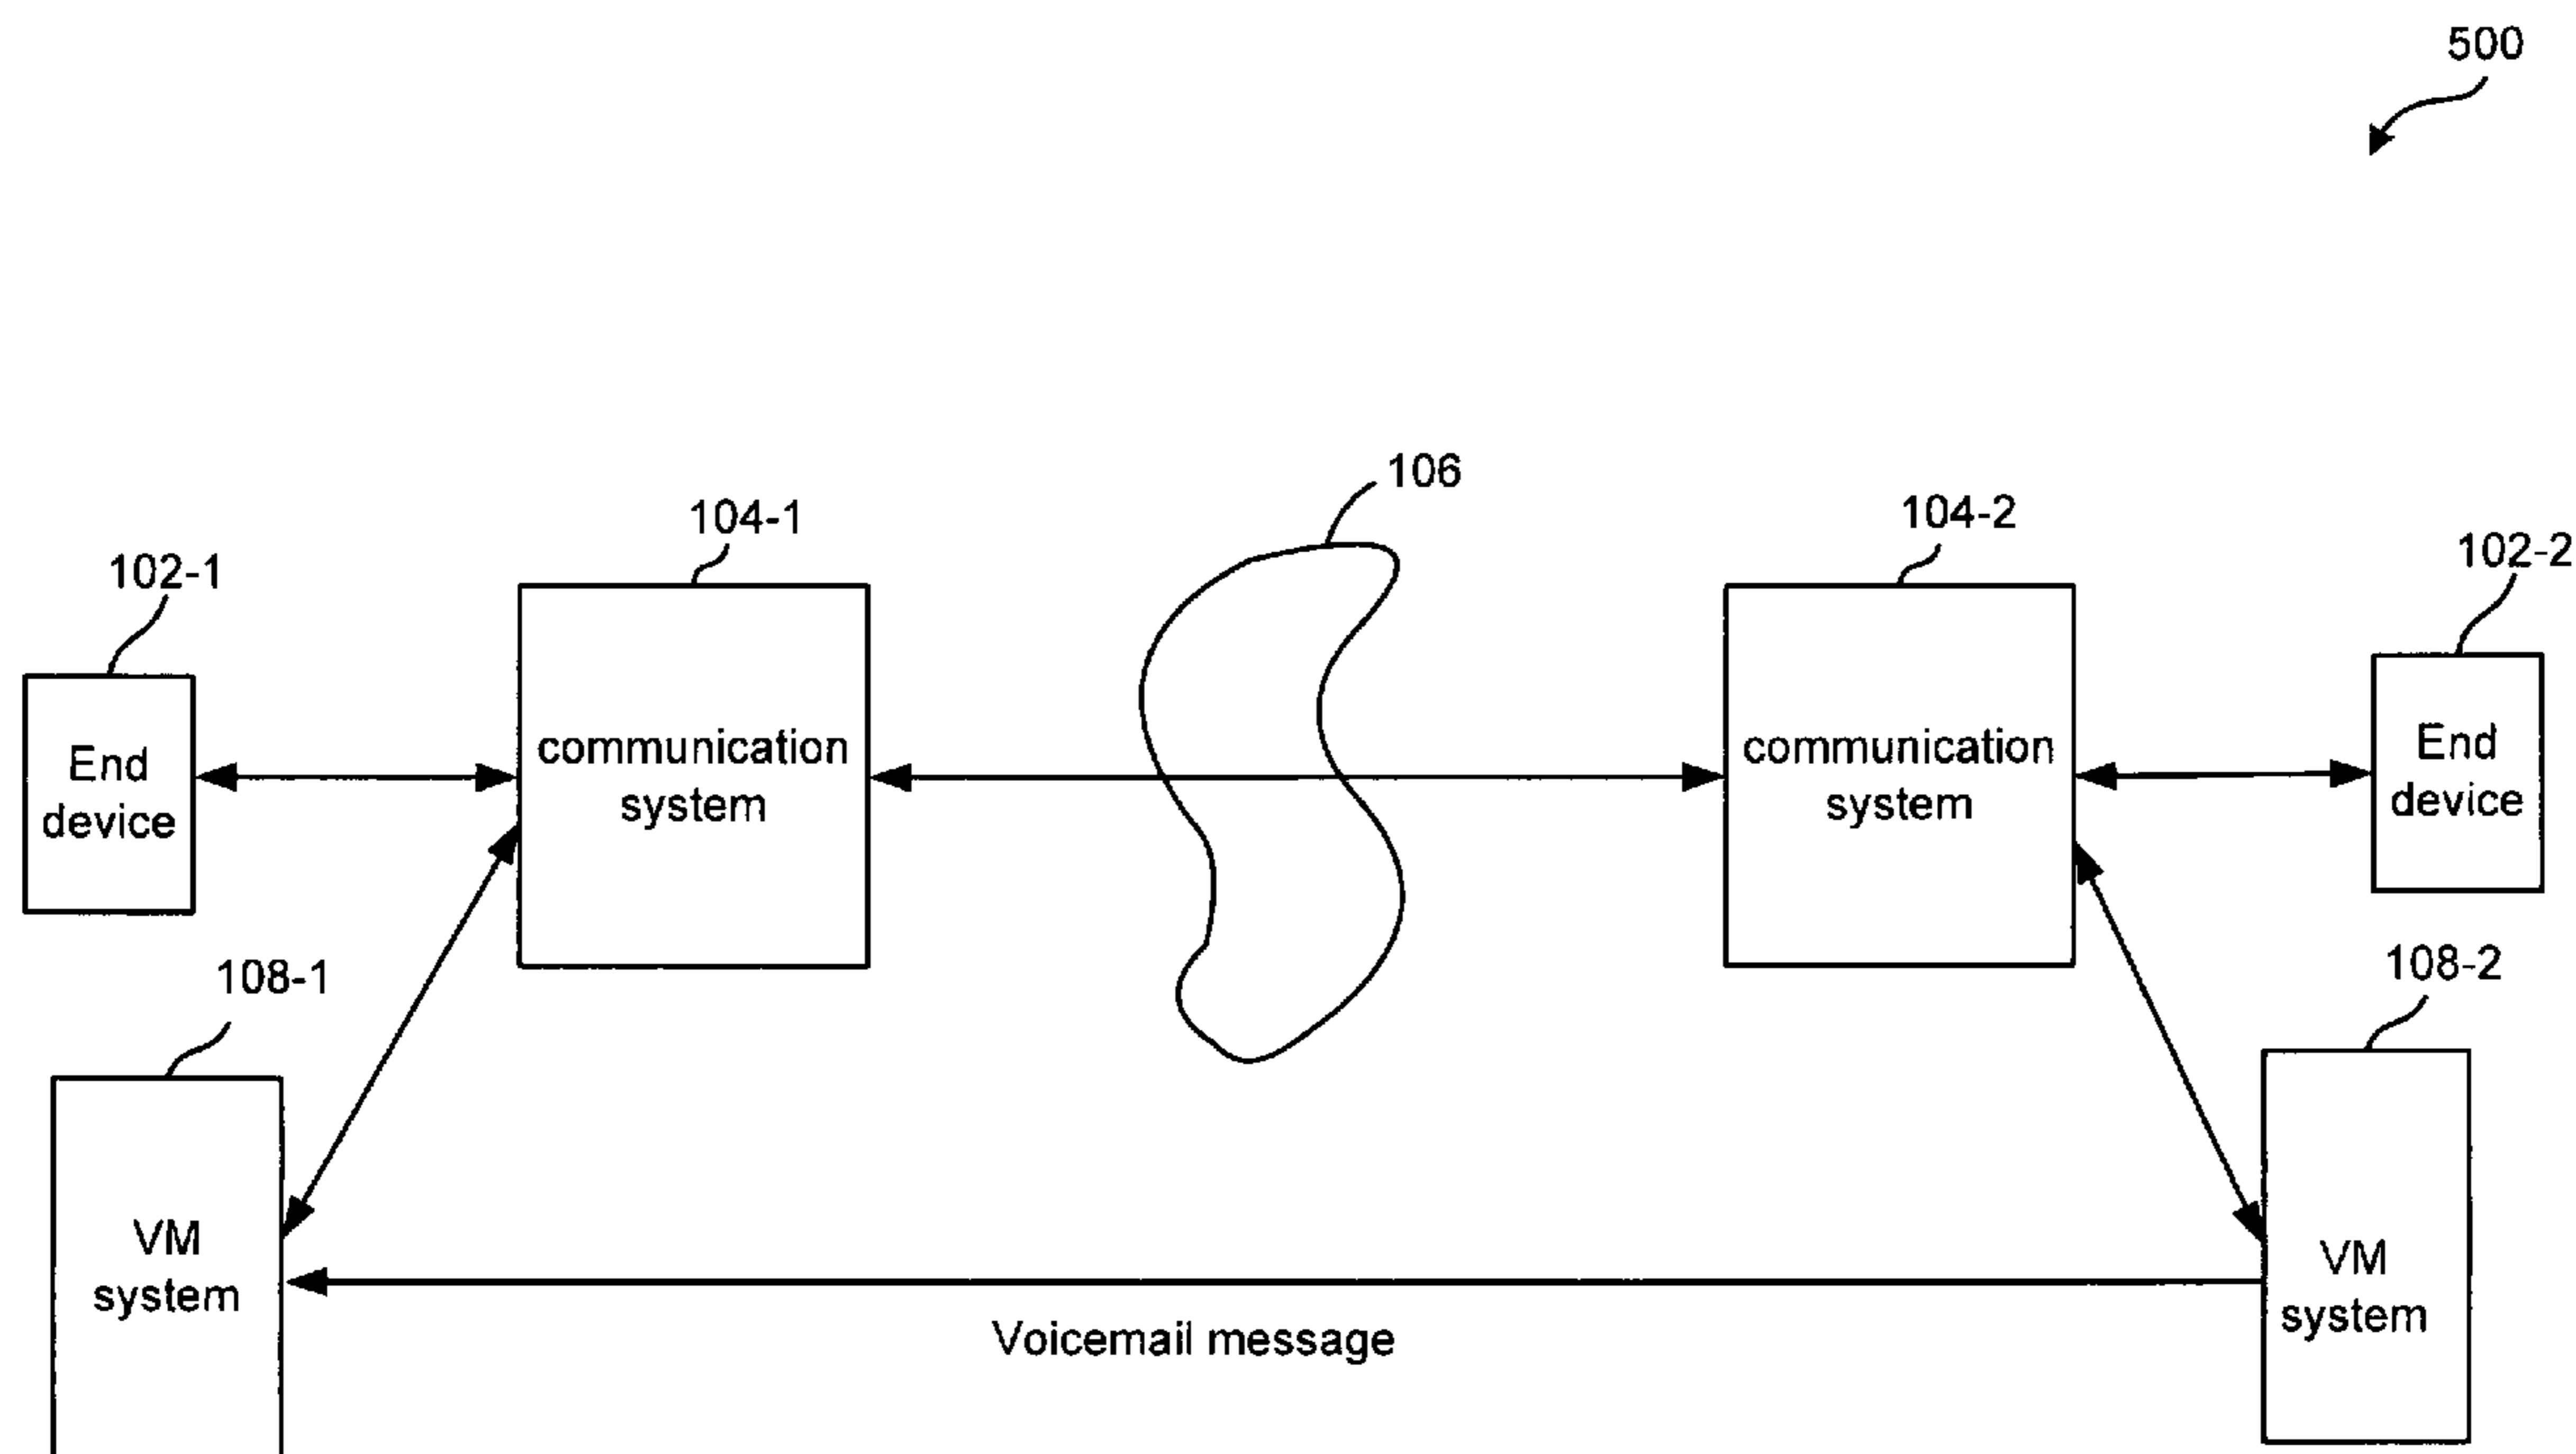 500
106
104-1
104-2
102-1
102-2
End
device
communication
system
communication
system
End
device
108-1
108-2
VM
system
VM
system
Voicemail message